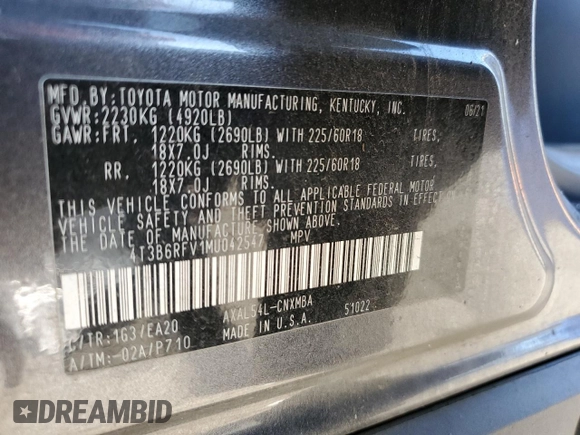 MFD.BY:TOYOTA MOTOR MANUFACTURING, KENTUCKY, INC. 06/21
GVWR:2230KG (4920LB)
GAWR:FRT. 1220KG (2690LB) WITH 225/60R18 TIRES,
18X7.0J RIMS.
RR. 1220KG (2690LB) WITH 225/60R18 TIRES,
18X7.0J RIMS.
THIS VEHICLE CONFORMS TO ALL APPLICABLE FEDERAL MOTOR
VEHICLE SAFETY AND THEFT PREVENTION STANDARDS IN EFFECT
ON THE DATE OF MANUFACTURE SHOWN ABOVE.
4T3B6RFV1MU042547 MPV
AXAL54L-CNXMBA 51022
C/TR:1637EA20 MADE IN U.S.A.
A/TM:-02A/P710
DREAMBID